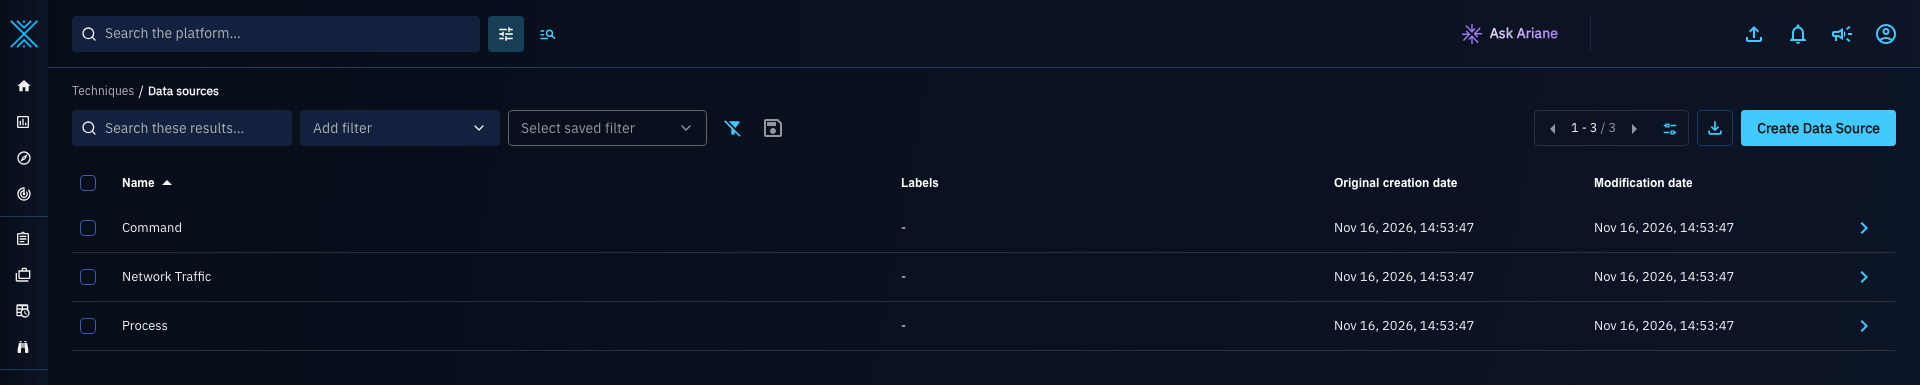 Search the platform...
Ask Ariane
Techniques / Data sources
Search these results...
Add filter
Select saved filter
1 - 3 / 3
Create Data Source
Name Labels Original creation date Modification date
Command - Nov 16, 2026, 14:53:47 Nov 16, 2026, 14:53:47
Network Traffic - Nov 16, 2026, 14:53:47 Nov 16, 2026, 14:53:47
Process - Nov 16, 2026, 14:53:47 Nov 16, 2026, 14:53:47